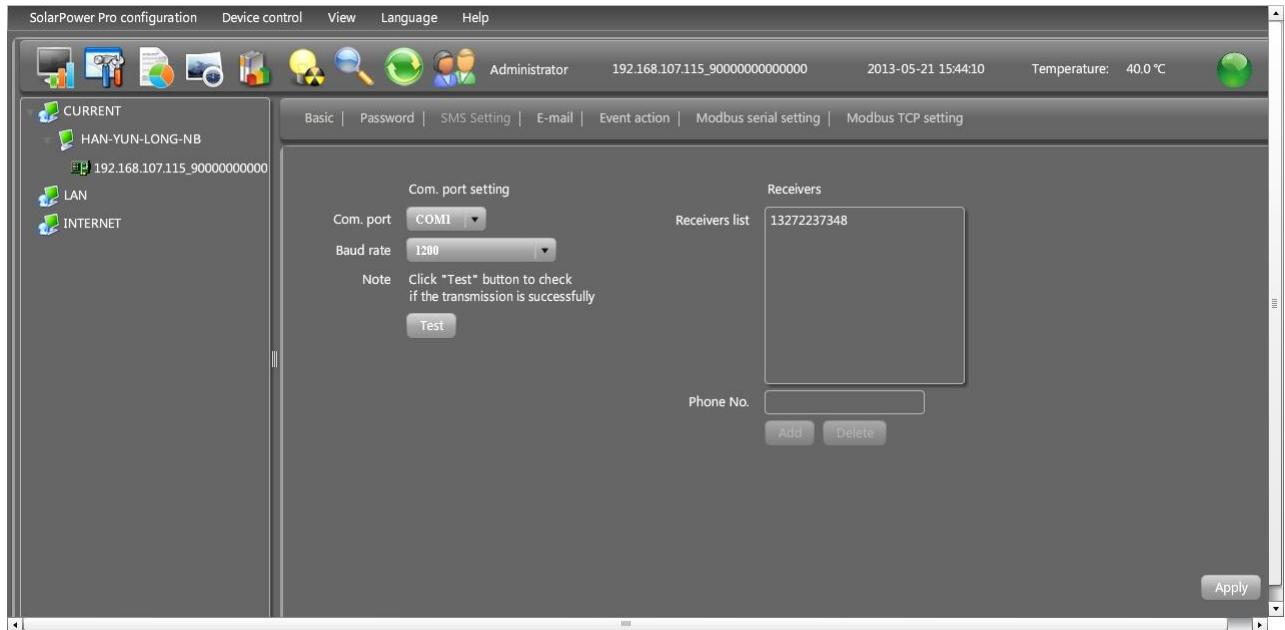 SolarPower Pro configuration Device control View Language Help
Administrator 192.168.107.115_90000000000000 2013-05-21 15:44:10 Temperature: 40.0 ℃
CURRENT
HAN-YUN-LONG-NB
192.168.107.115_90000000000
LAN
INTERNET
Basic | Password | SMS Setting | E-mail | Event action | Modbus serial setting | Modbus TCP setting
Com. port setting
Com. port COM1
Baud rate 1200
Note Click "Test" button to check
if the transmission is successfully
Test
Receivers
Receivers list 13272237348
Phone No.
Add Delete
Apply